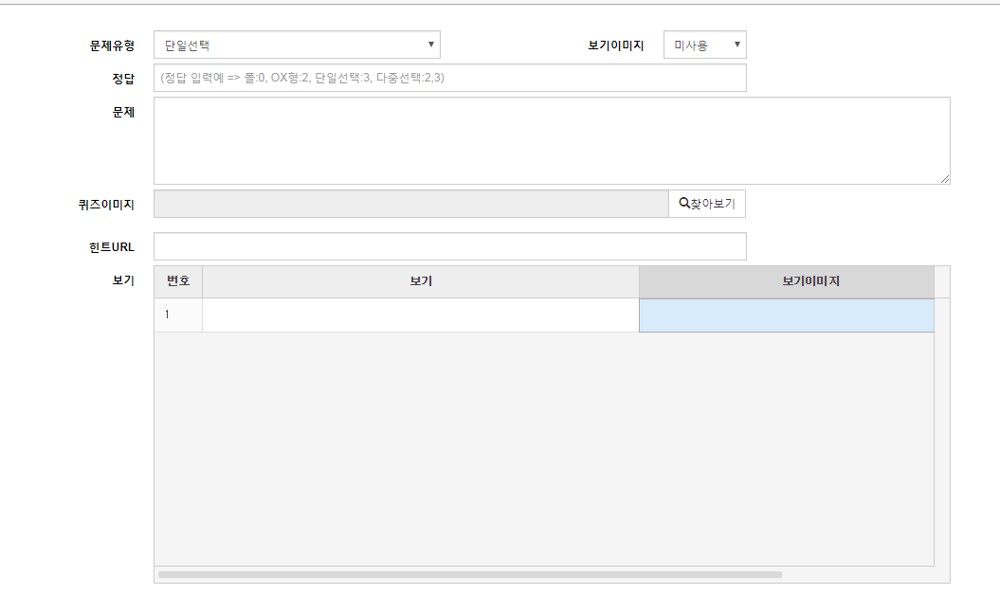 문제유형 단일선택 보기이미지 미사용
정답 (정답 입력예 => 폴:0, OX형:2, 단일선택:3, 다중선택:2,3)
문제
퀴즈이미지 찾아보기
힌트URL
보기 번호 보기 보기이미지
1